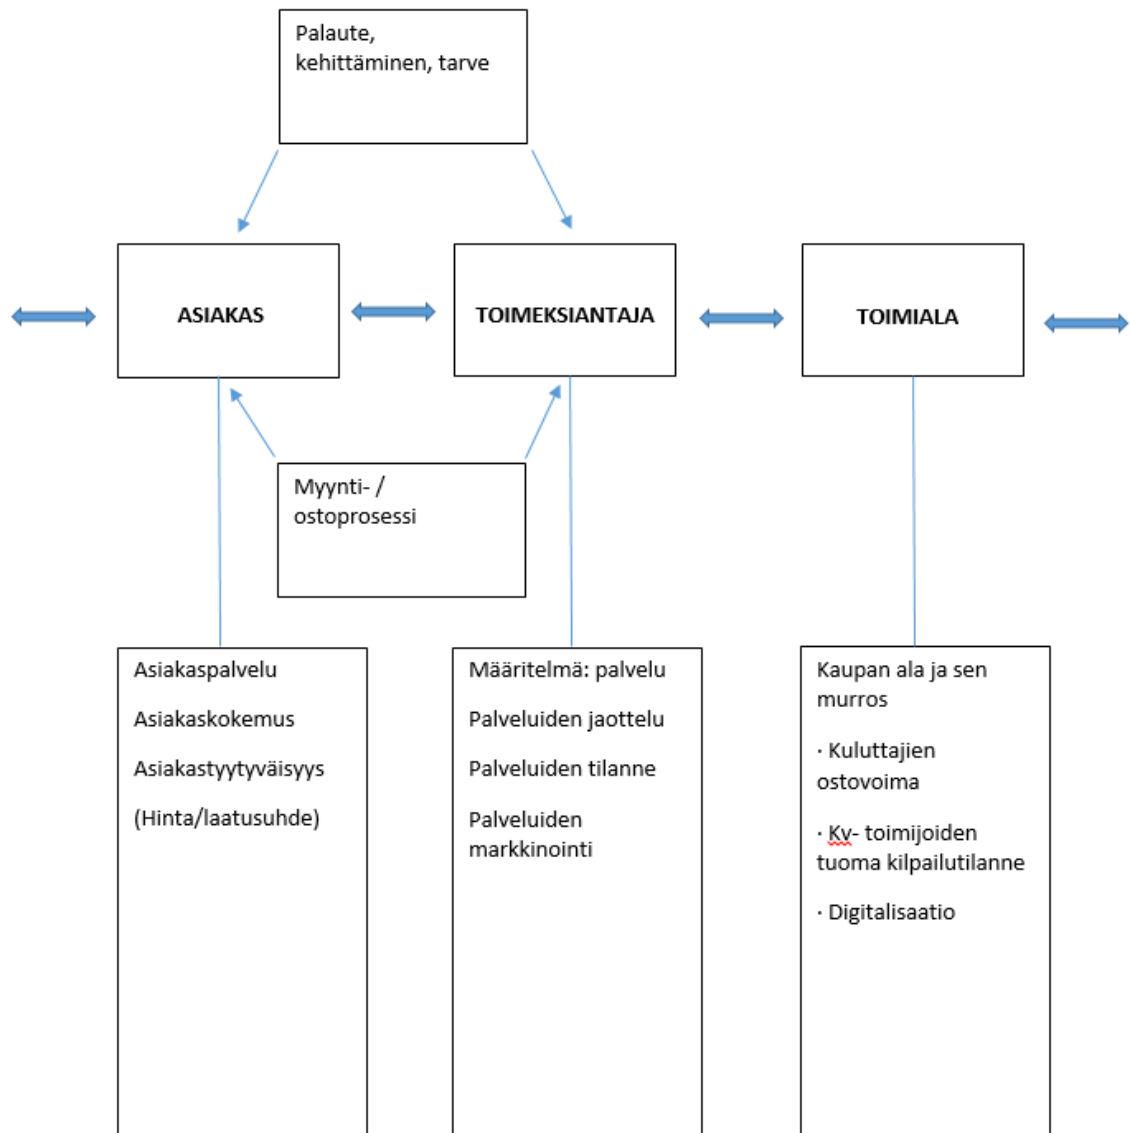 Palaute,
kehittäminen, tarve
ASIAKAS
TOIMEKSIANTAJA
TOIMIALA
Myynti- /
ostoprosessi
Asiakaspalvelu
Asiakaskokemus
Asiakastyytyväisyys
(Hinta/laatusuhde)
Määritelmä: palvelu
Palveluiden jaottelu
Palveluiden tilanne
Palveluiden
markkinointi
Kaupan ala ja sen
murros
· Kuluttajien
ostovoima
· Kv- toimijoiden
tuoma kilpailutilanne
· Digitalisaatio